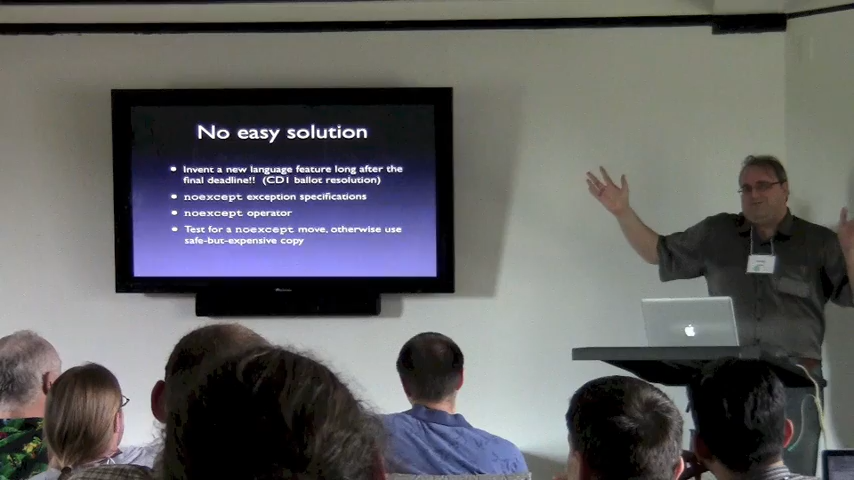 No easy solution
Invent a new language feature long after the
final deadline!! (CD1 ballot resolution)
noexcept exception specifications
noexcept operator
Test for a noexcept move, otherwise use
safe-but-expensive copy